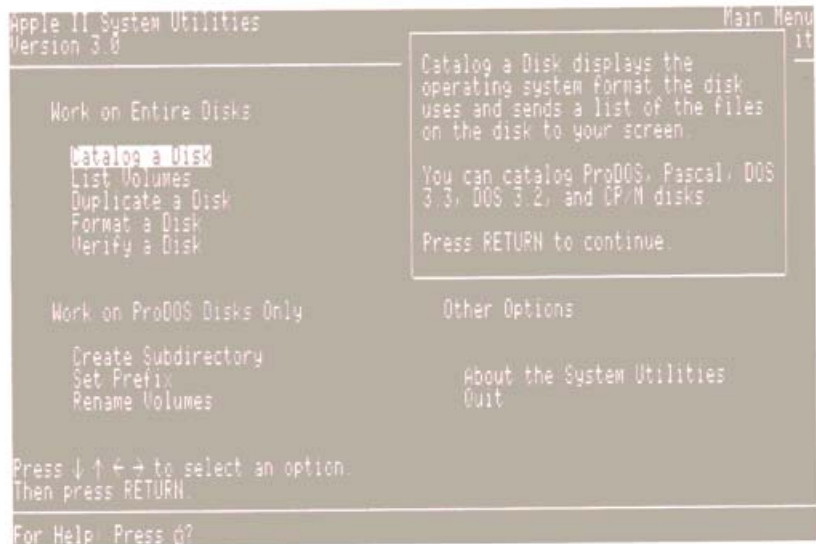 Apple II System Utilities
Version 3.0
Main Menu
it
Catalog a Disk displays the
operating system format the disk
uses and sends a list of the files
on the disk to your screen.
You can catalog ProDOS, Pascal, DOS
3.3, DOS 3.2, and CP/M disks.
Press RETURN to continue.
Work on Entire Disks
Catalog a Disk
List Volumes
Duplicate a Disk
Format a Disk
Verify a Disk
Work on ProDOS Disks Only
Create Subdirectory
Set Prefix
Rename Volumes
Other Options
About the System Utilities
Quit
Press ↓ ↑ ← → to select an option.
Then press RETURN.
For Help: Press ?